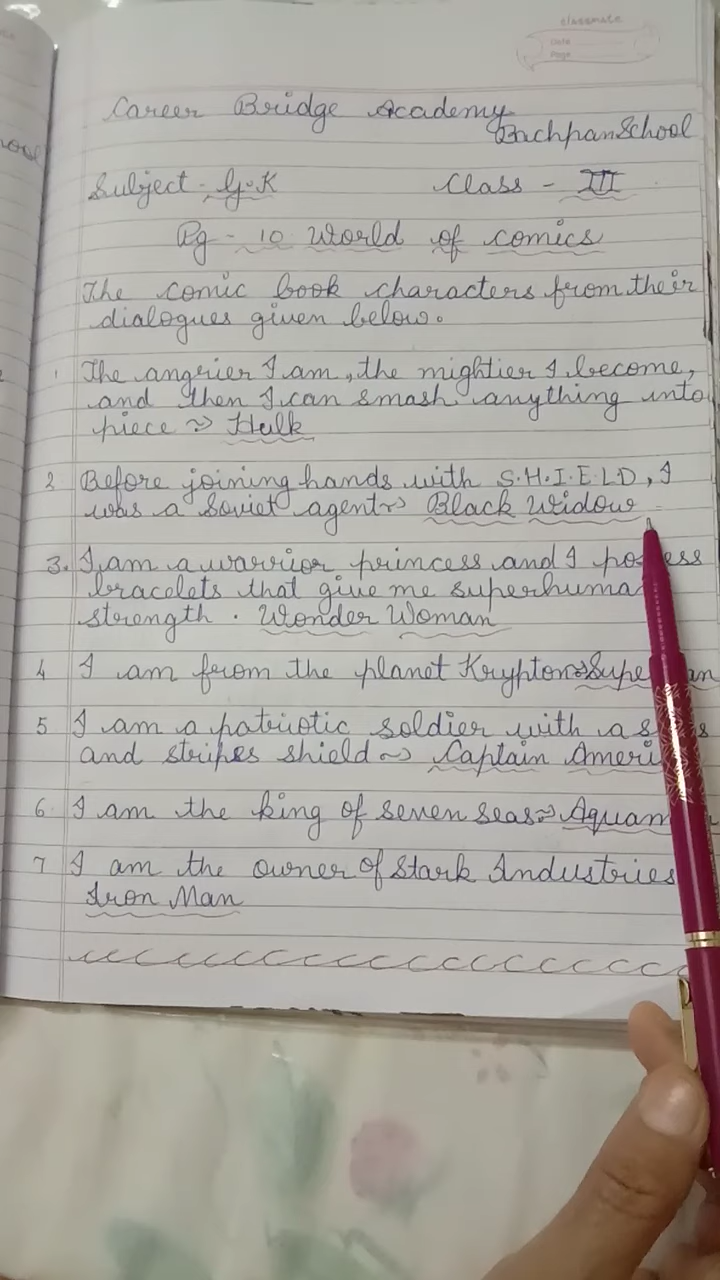 classmate
Date
Page
Career Bridge Academy
Bachpan School
Subject - G.K Class - III
Pg - 10 World of comics
The comic book characters from their
dialogues given below.
1 The angrier I am, the mightier I become,
and then I can smash anything into
piece ~> Hulk
2 Before joining hands with S.H.I.E.L.D, I
was a Soviet agent ~> Black Widow
3. I am a warrior princess and I
bracelets that give me
strength. Wonder Woman
4 I am from the planet Krypton ~>
5 I am a patriotic soldier with a
and stripes shield ~> Captain
6 I am the king of seven seas ~>
7 I am the owner of Stark Industries
Iron Man